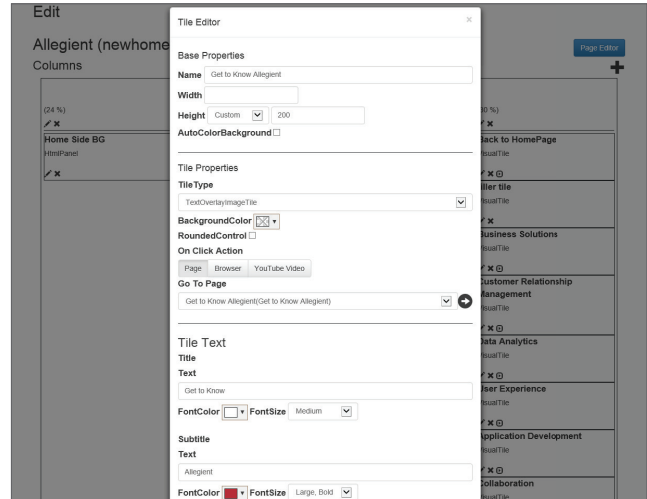 Edit
Allegient (newhome
Page Editor
Columns
(24 %)
Home Side BG
HtmlPanel
Tile Editor
×
Base Properties
Name Get to Know Allegient
Width
Height Custom 200
AutoColorBackground
Tile Properties
TileType
TextOverlayImageTile
BackgroundColor
RoundedControl
On Click Action
Page Browser YouTube Video
Go To Page
Get to Know Allegient(Get to Know Allegient)
Tile Text
Title
Text
Get to Know
FontColor FontSize Medium
Subtitle
Text
Allegient
FontColor FontSize Large, Bold
0 %)
Back to HomePage
VisualTile
iller tile
VisualTile
Business Solutions
VisualTile
Customer Relationship
Management
VisualTile
Data Analytics
VisualTile
User Experience
VisualTile
Application Development
VisualTile
Collaboration
VisualTile